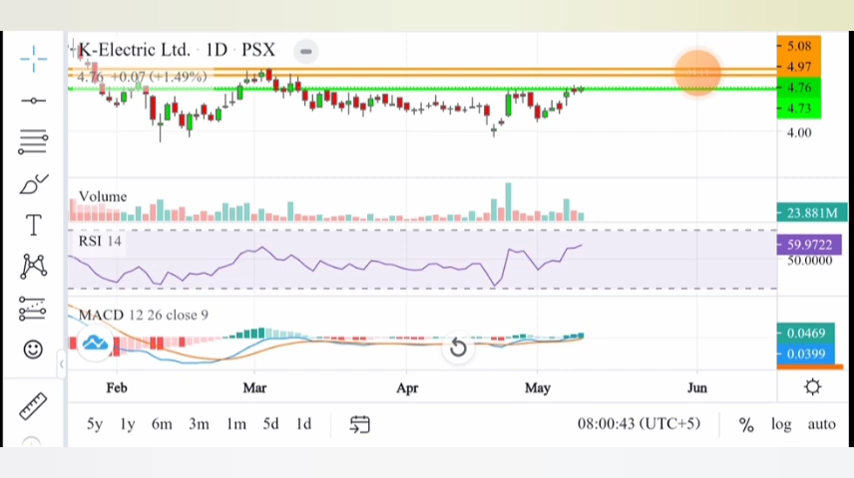 K-Electric Ltd. · 1D · PSX
4.76 +0.07 (+1.49%)
5.08
4.97
4.76
4.73
4.00
Volume
23.881M
RSI 14
59.9722
50.0000
MACD 12 26 close 9
0.0469
0.0399
Feb Mar Apr May Jun
5y 1y 6m 3m 1m 5d 1d 08:00:43 (UTC+5) % log auto